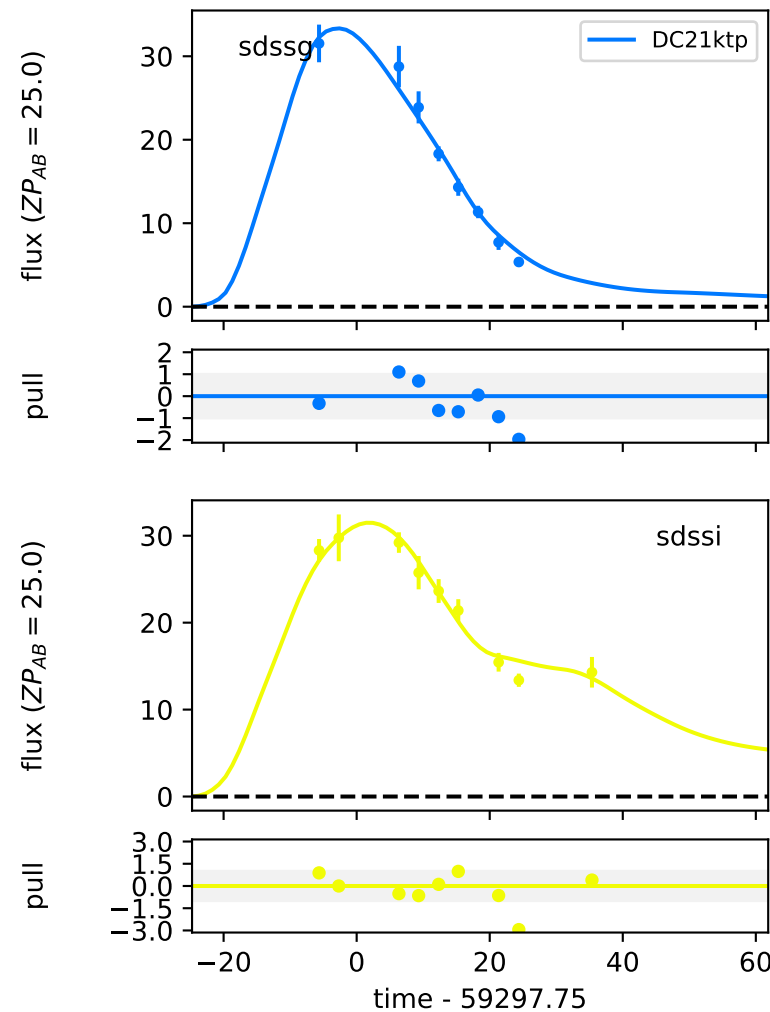 sdssg
DC21ktp
flux (ZP_AB = 25.0)
30
20
10
0
pull
2
1
0
−1
−2
sdssi
flux (ZP_AB = 25.0)
30
20
10
0
pull
3.0
1.5
0.0
−1.5
−3.0
−20 0 20 40 60
time - 59297.75